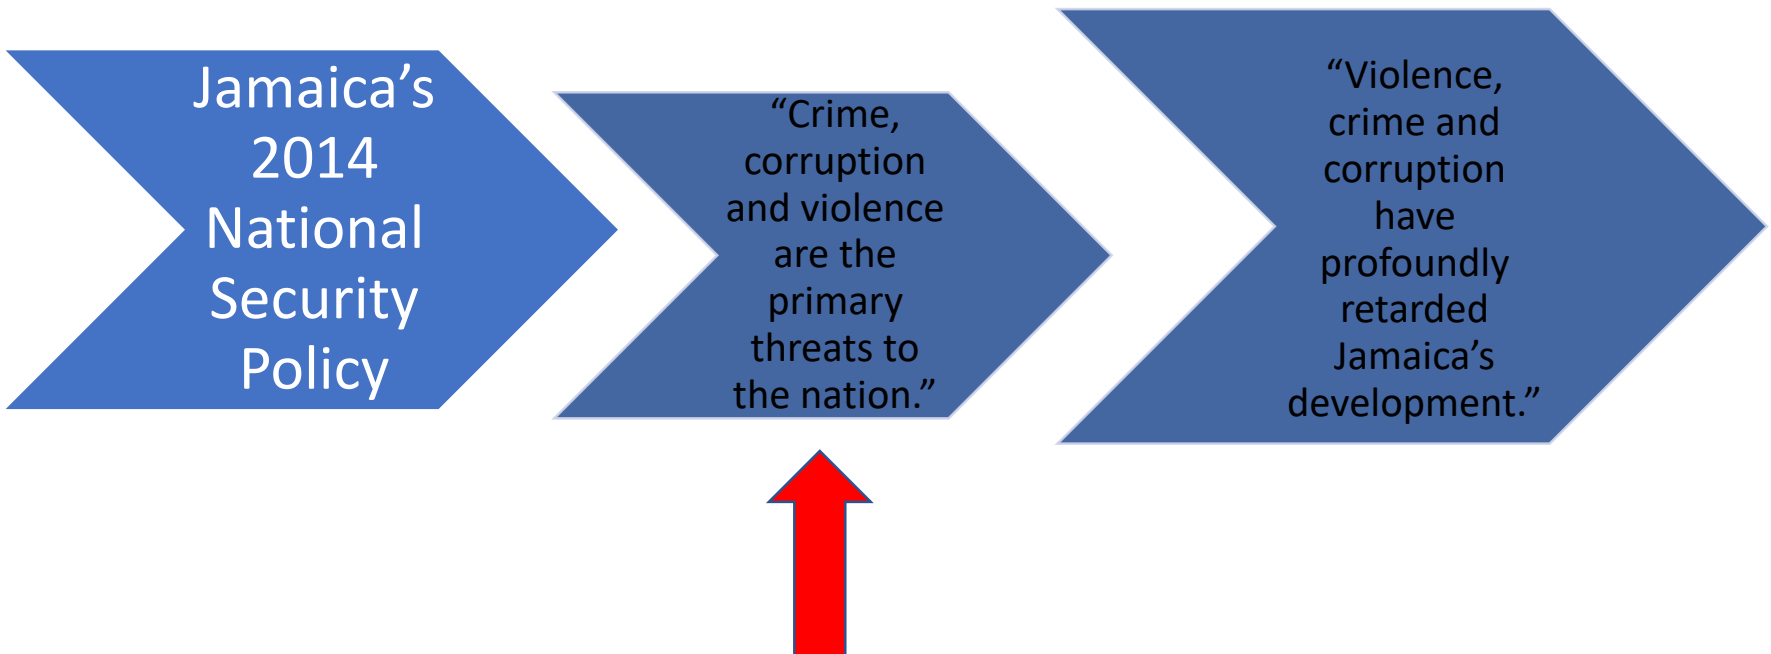 Jamaica’s
2014
National
Security
Policy
“Crime,
corruption
and violence
are the
primary
threats to
the nation.”
“Violence,
crime and
corruption
have
profoundly
retarded
Jamaica’s
development.”